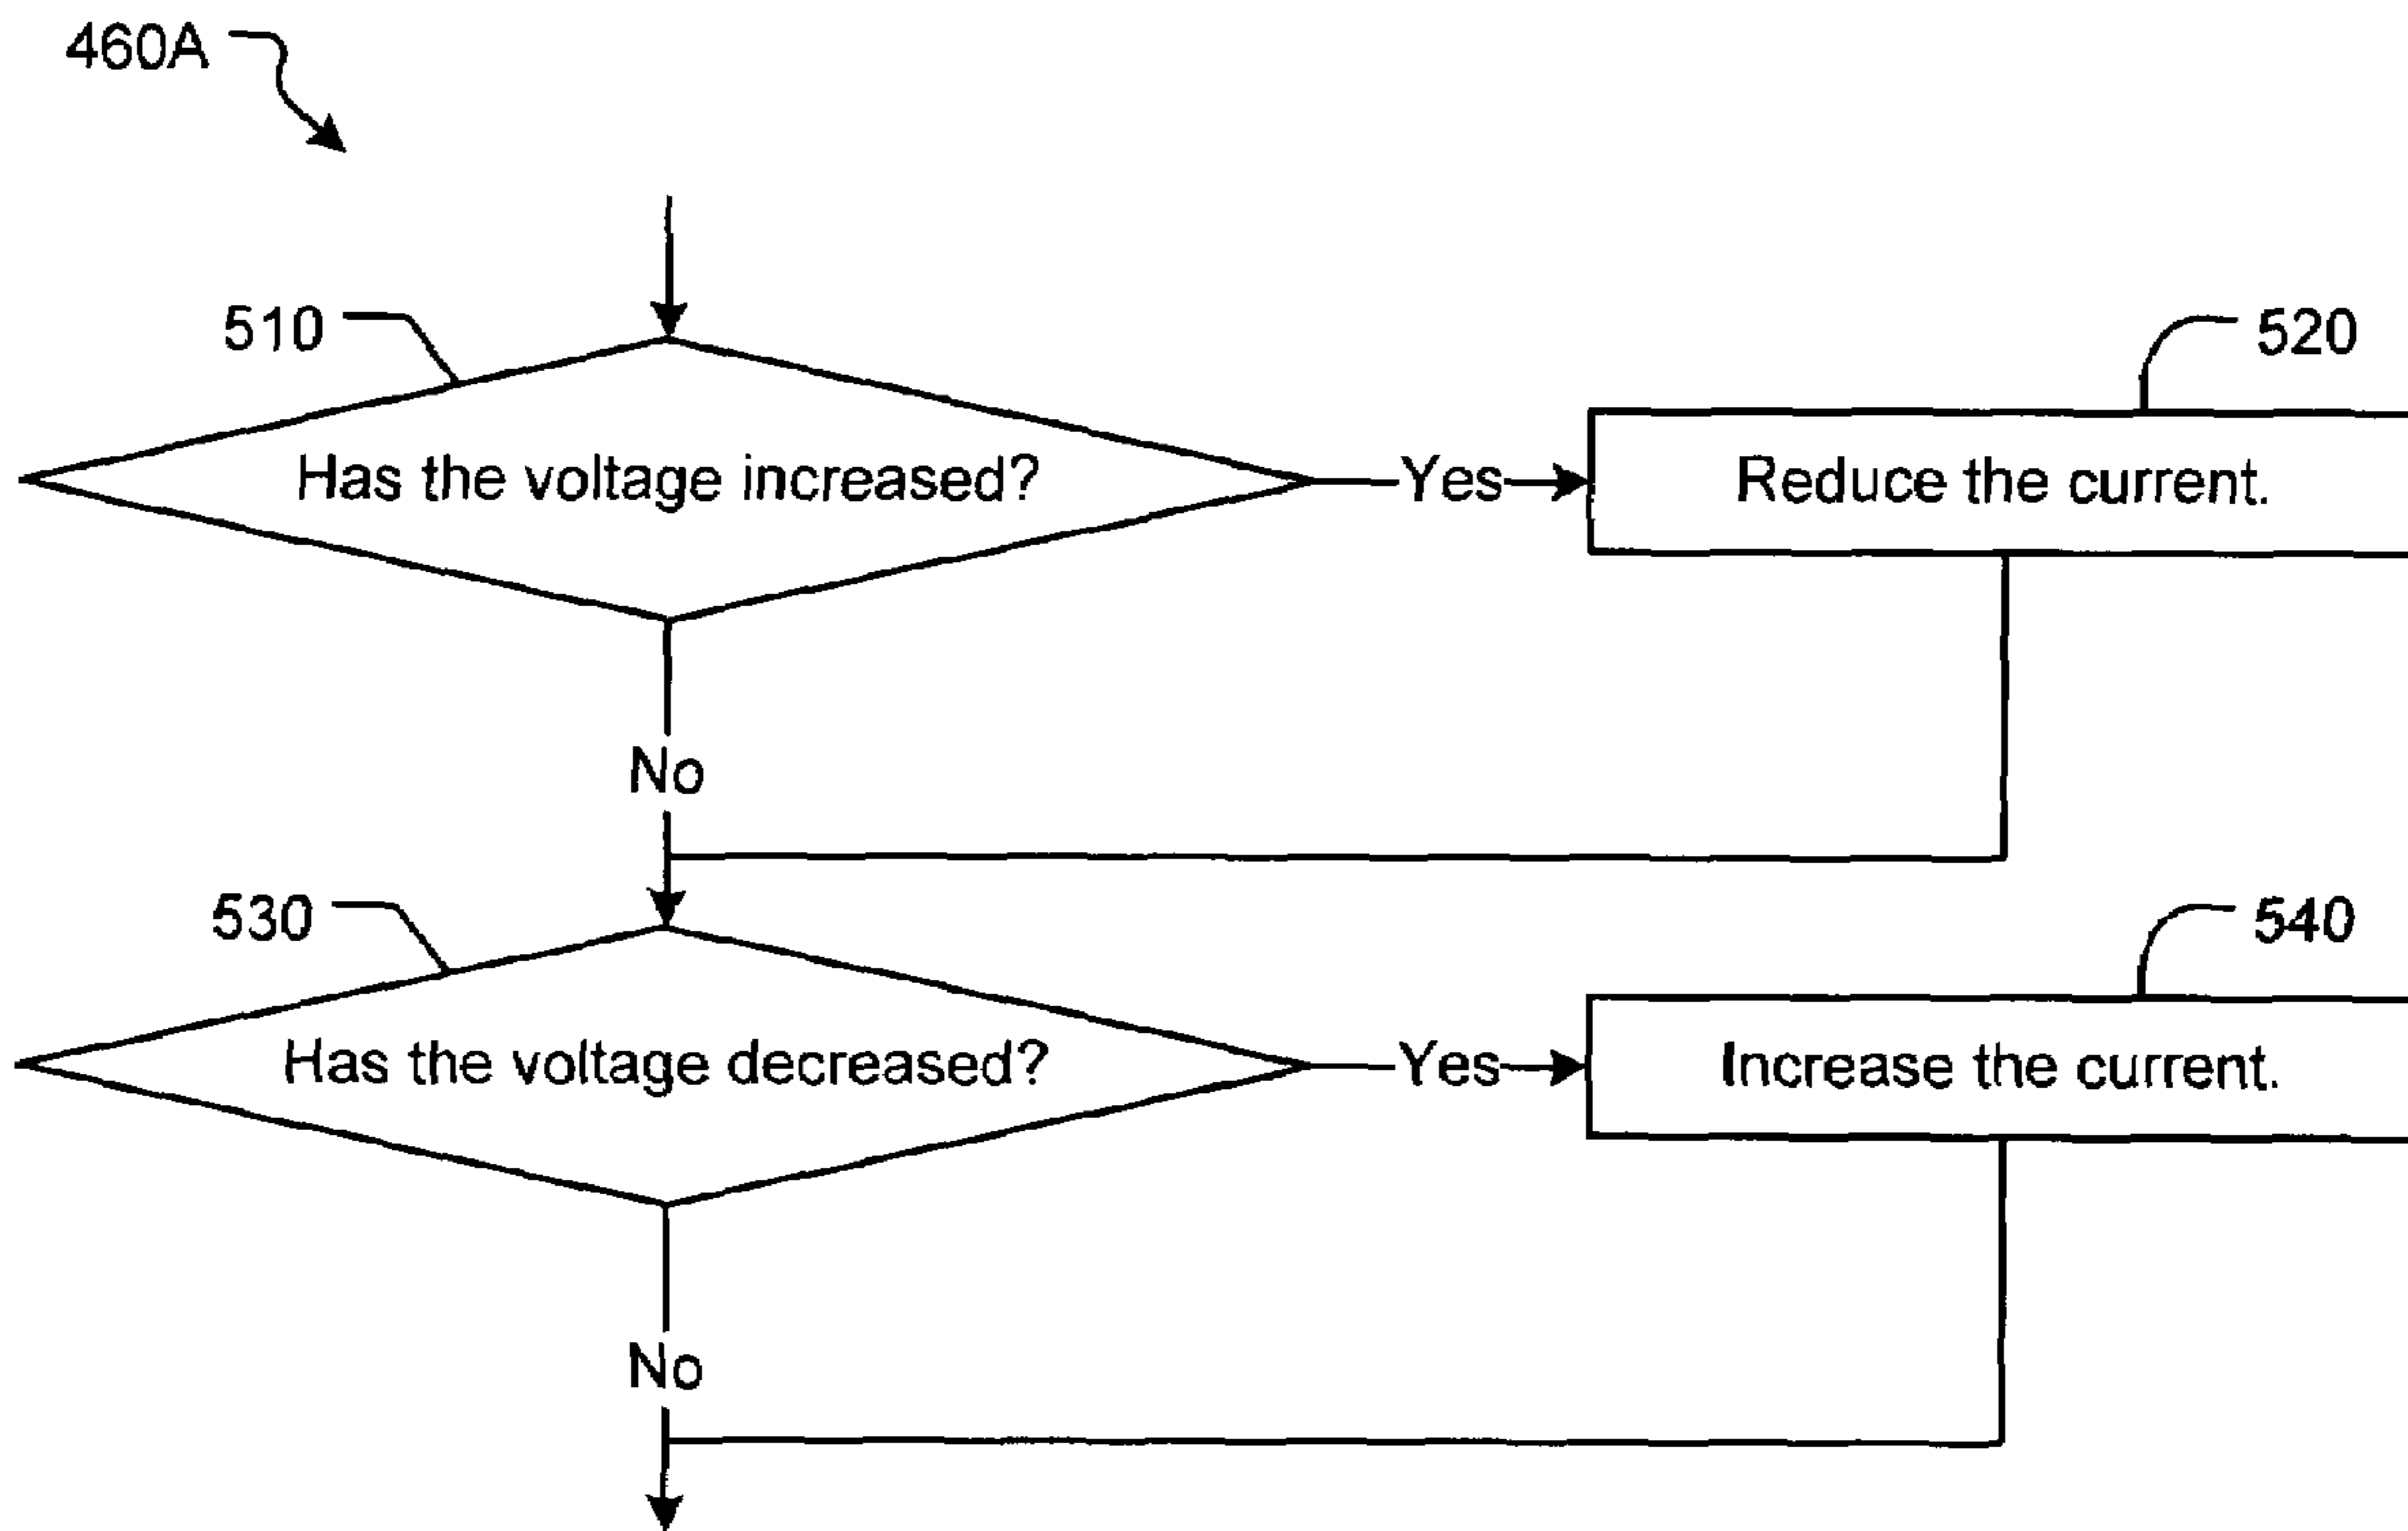 460A
510
520
Has the voltage increased?
Yes
Reduce the current.
No
530
540
Has the voltage decreased?
Yes
Increase the current.
No